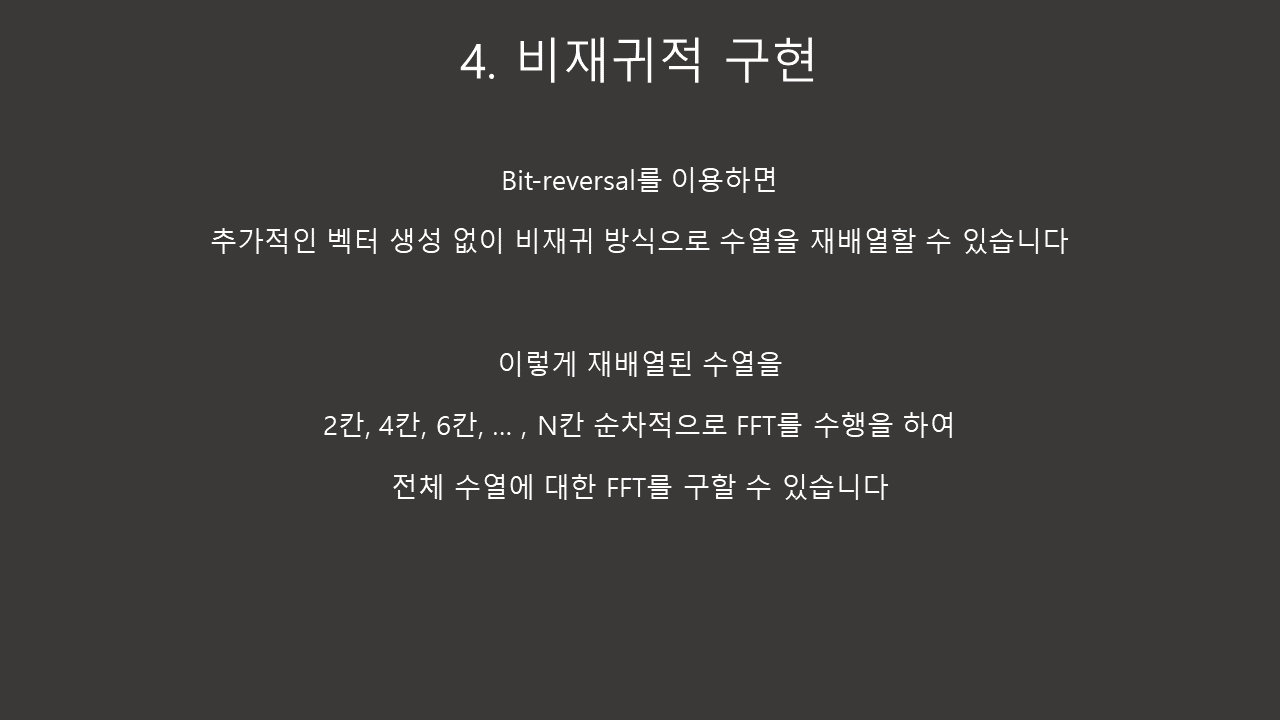 4. 비재귀적 구현
Bit-reversal를 이용하면
추가적인 벡터 생성 없이 비재귀 방식으로 수열을 재배열할 수 있습니다
이렇게 재배열된 수열을
2칸, 4칸, 6칸, ... , N칸 순차적으로 FFT를 수행을 하여
전체 수열에 대한 FFT를 구할 수 있습니다